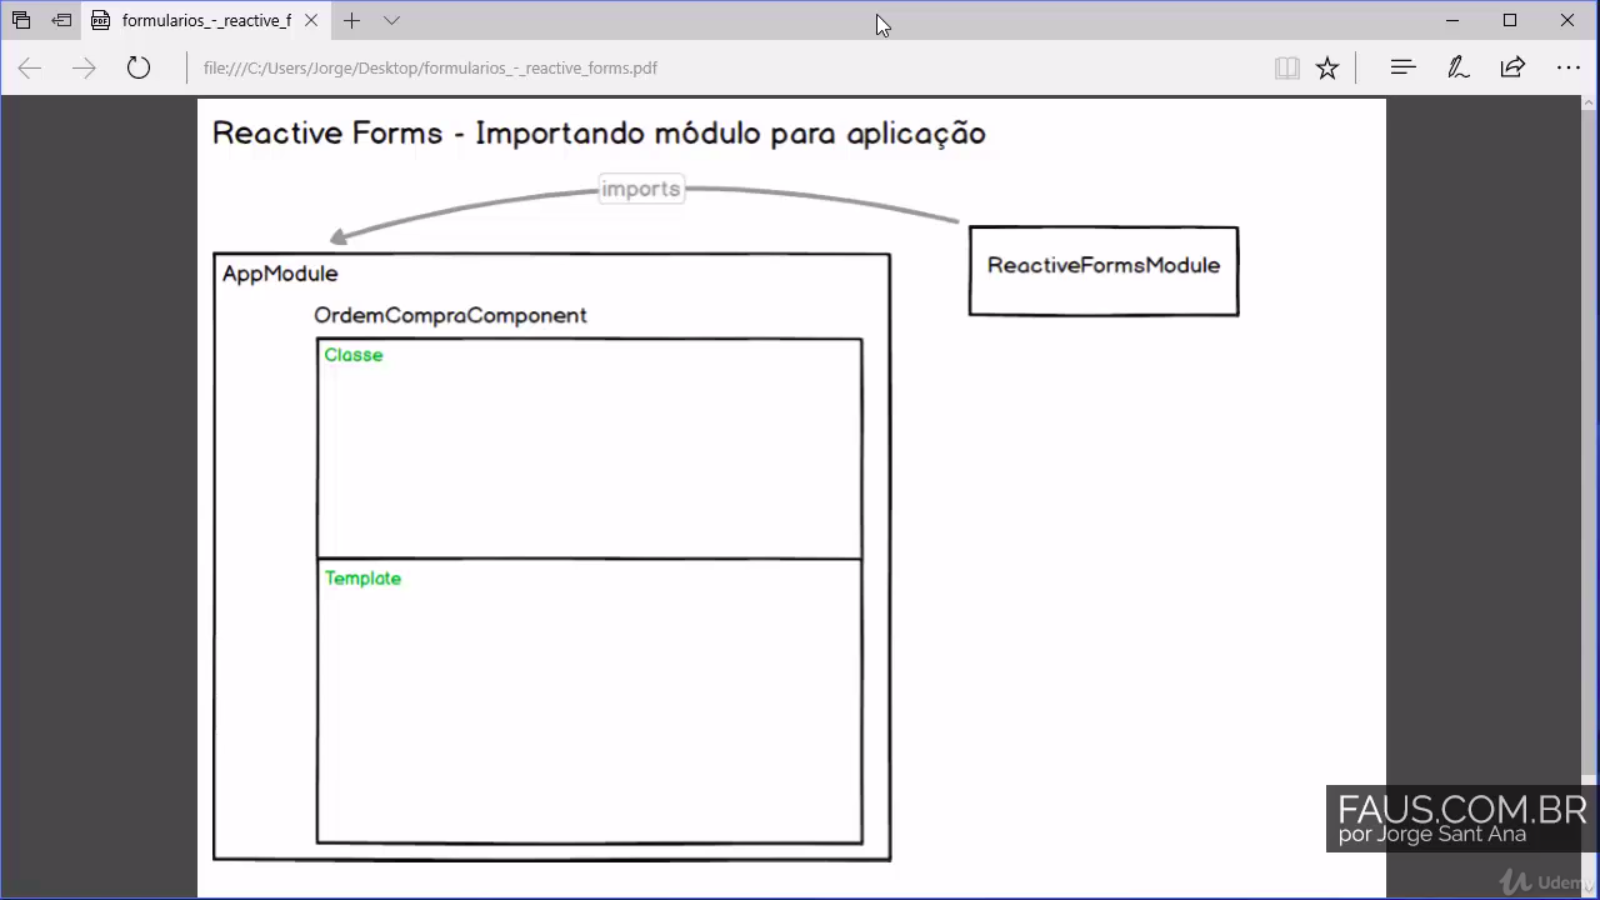 formularios_-_reactive_f
file:///C:/Users/Jorge/Desktop/formularios_-_reactive_forms.pdf
Reactive Forms - Importando módulo para aplicação
imports
ReactiveFormsModule
AppModule
OrdemCompraComponent
Classe
Template
FAUS.COM.BR
por Jorge Sant Ana
Udemy